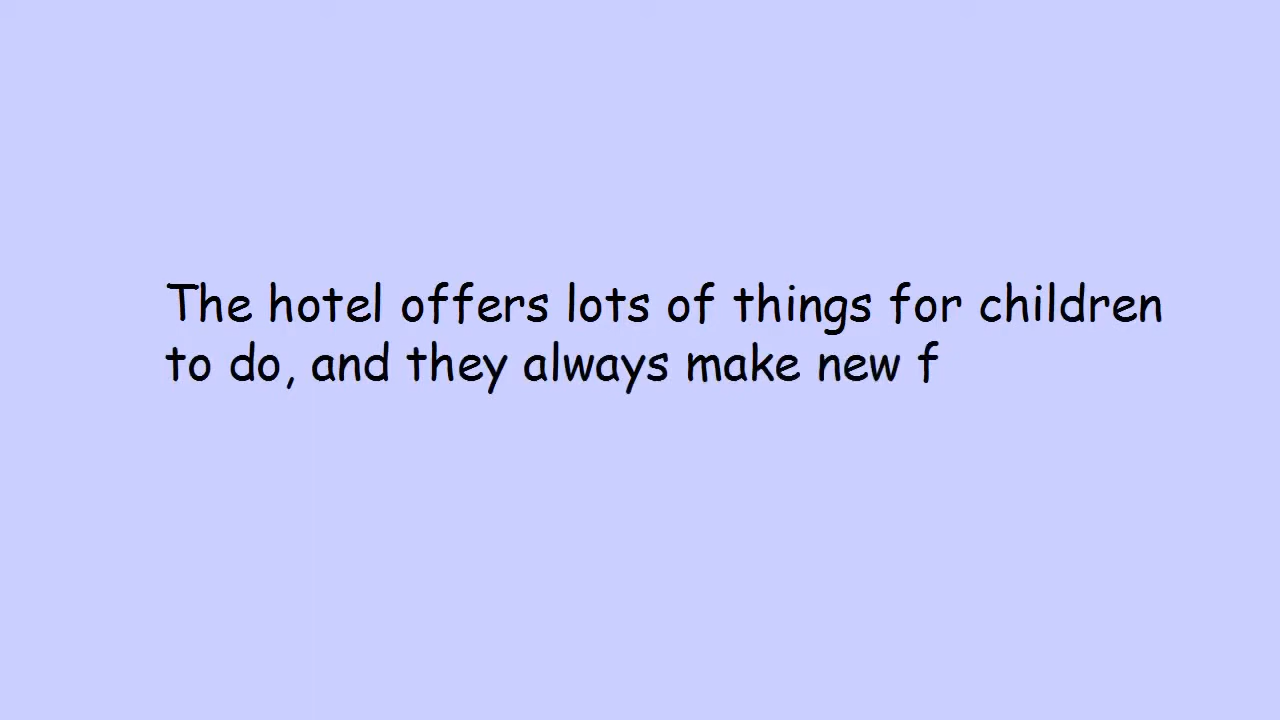 The hotel offers lots of things for children
to do, and they always make new f